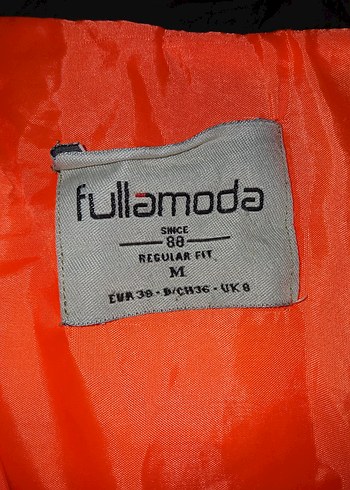 fullamoda
SINCE
88
REGULAR FIT
M
EUR 38 - D/CH36 - UK 8